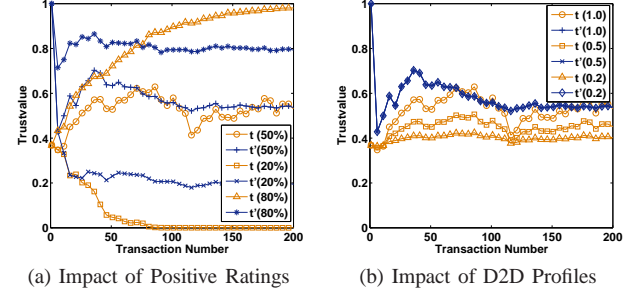 1
0.8
0.6
0.4
0.2
0
0 50 100 150 200
Trustvalue
Transaction Number
t (50%)
t'(50%)
t (20%)
t'(20%)
t (80%)
t'(80%)
(a) Impact of Positive Ratings
1
0.8
0.6
0.4
0.2
0
0 50 100 150 200
Trustvalue
Transaction Number
t (1.0)
t'(1.0)
t (0.5)
t'(0.5)
t (0.2)
t'(0.2)
(b) Impact of D2D Profiles